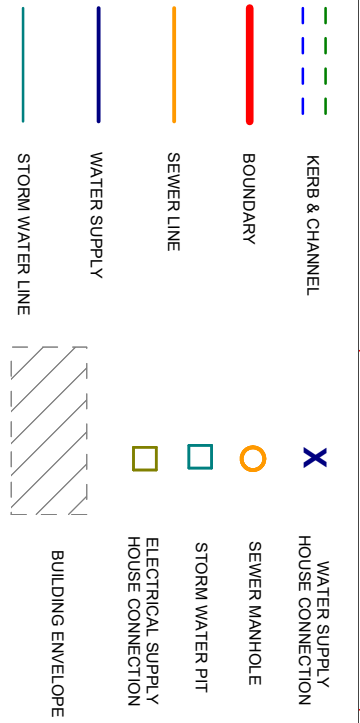 KERB & CHANNEL
BOUNDARY
SEWER LINE
WATER SUPPLY
STORM WATER LINE
X
WATER SUPPLY
HOUSE CONNECTION
SEWER MANHOLE
STORM WATER PIT
ELECTRICAL SUPPLY
HOUSE CONNECTION
BUILDING ENVELOPE